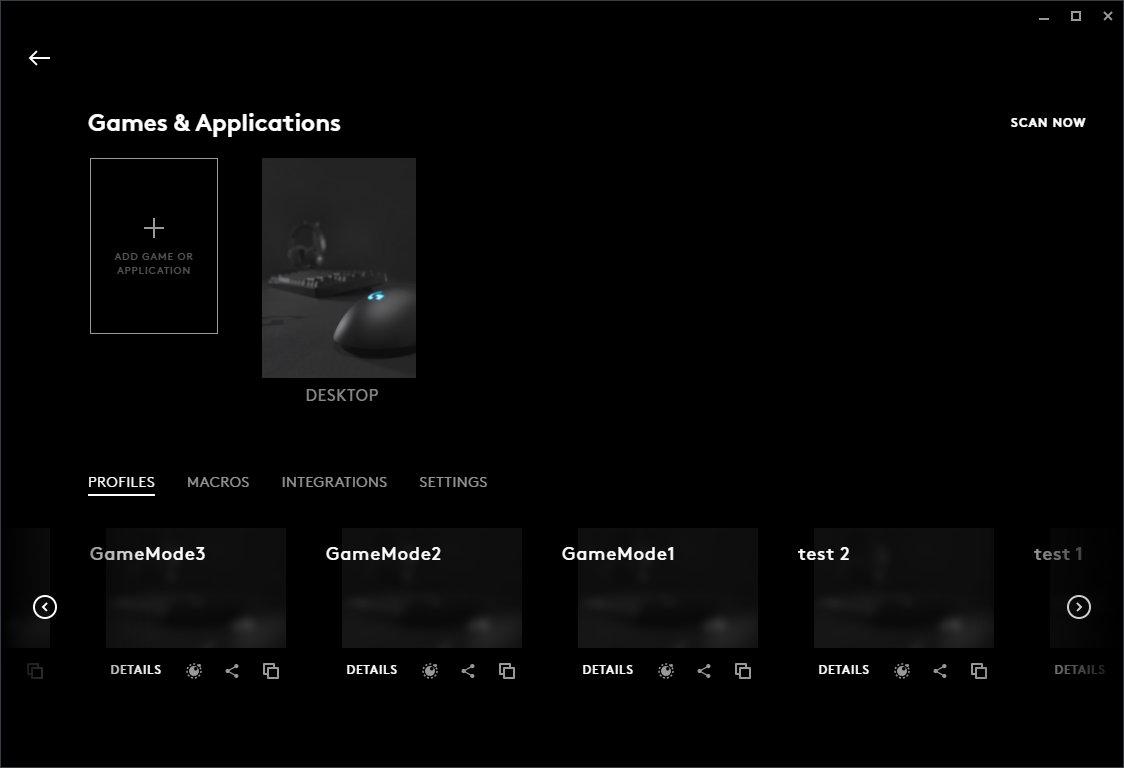 Games & Applications
SCAN NOW
ADD GAME OR
APPLICATION
DESKTOP
PROFILES
MACROS
INTEGRATIONS
SETTINGS
GameMode3
GameMode2
GameMode1
test 2
test 1
DETAILS
DETAILS
DETAILS
DETAILS
DETAILS